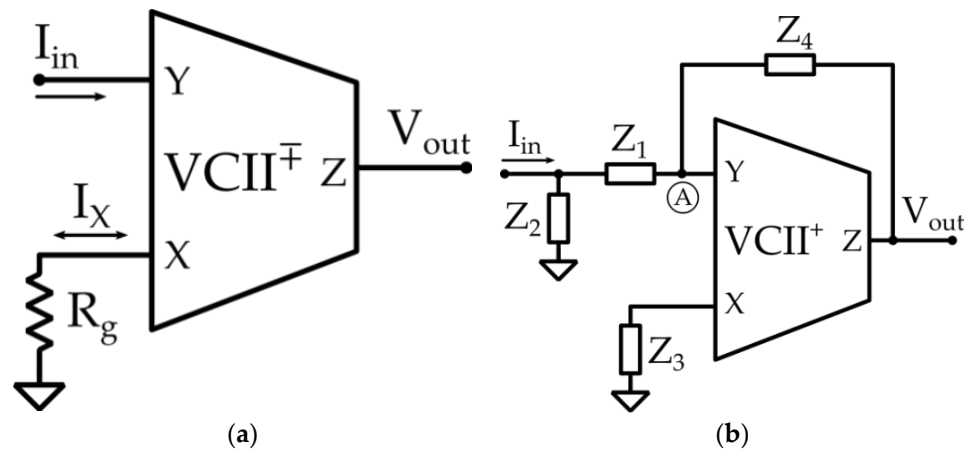 I_in
Y
VCII∓
Z
V_out
I_X
X
R_g
(a)
Z_4
I_in
Z_1
Z_2
A
Y
VCII+
Z
V_out
X
Z_3
(b)